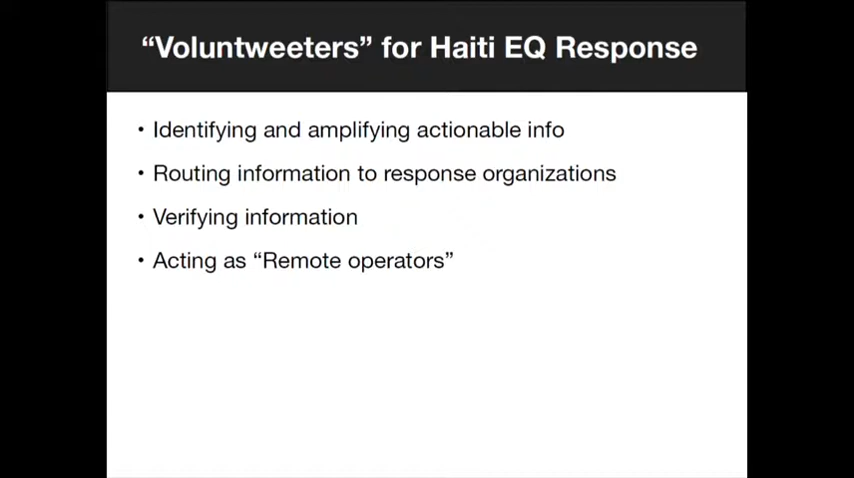 “Voluntweeters” for Haiti EQ Response
• Identifying and amplifying actionable info
• Routing information to response organizations
• Verifying information
• Acting as “Remote operators”